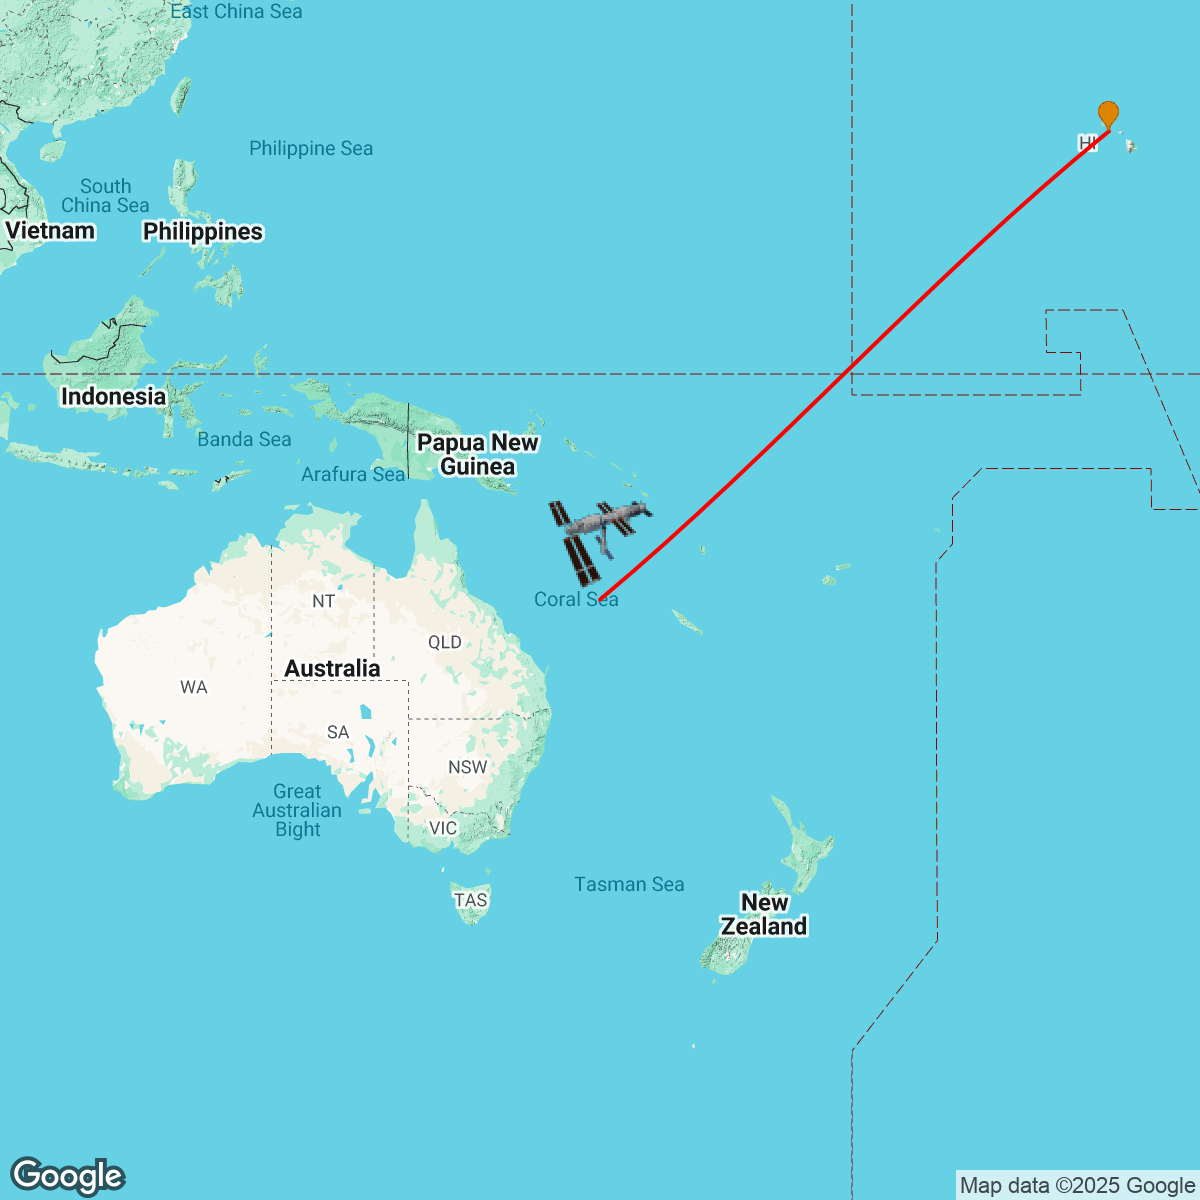 East China Sea
HI
Philippine Sea
South
China Sea
Vietnam
Philippines
Indonesia
Banda Sea
Papua New
Guinea
Arafura Sea
Coral Sea
NT
QLD
Australia
WA
SA
NSW
Great
Australian
Bight
VIC
Tasman Sea
TAS
New
Zealand
Google
Map data ©2025 Google